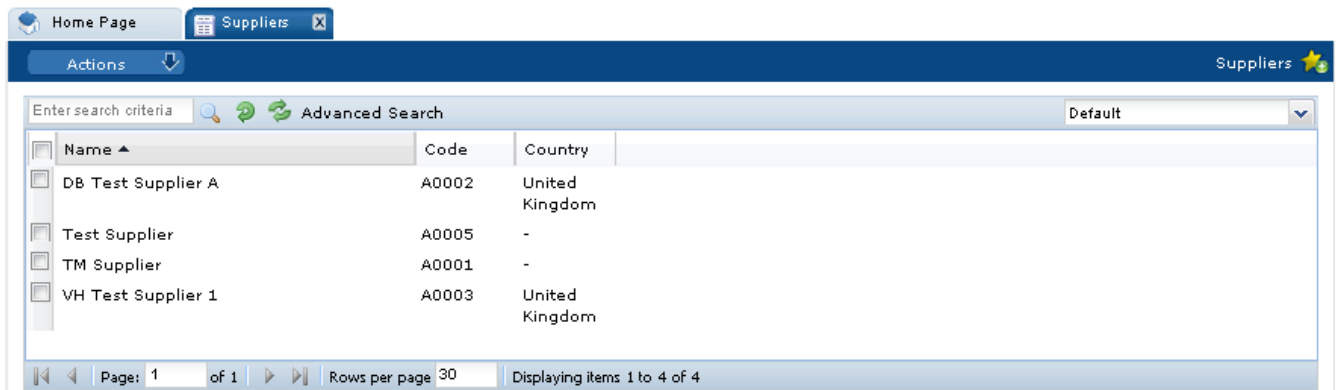 Home Page Suppliers X
Actions Suppliers
Enter search criteria Advanced Search Default
Name Code Country
DB Test Supplier A A0002 United
Kingdom
Test Supplier A0005 -
TM Supplier A0001 -
VH Test Supplier 1 A0003 United
Kingdom
Page: 1 of 1 Rows per page 30 Displaying items 1 to 4 of 4